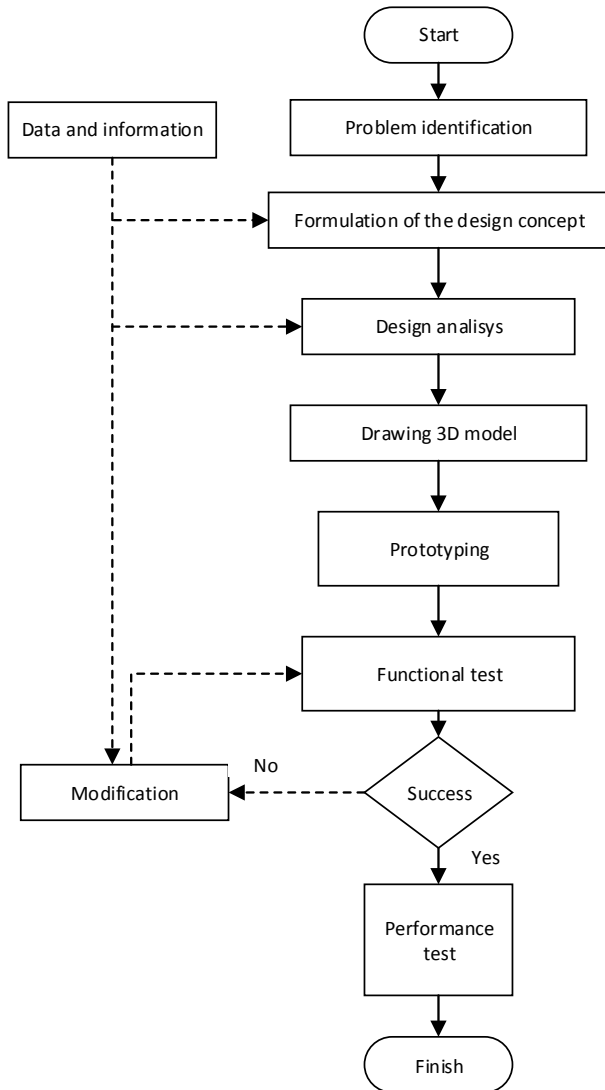 Start
Data and information
Problem identification
Formulation of the design concept
Design analisys
Drawing 3D model
Prototyping
Functional test
No
Modification
Success
Yes
Performance
test
Finish